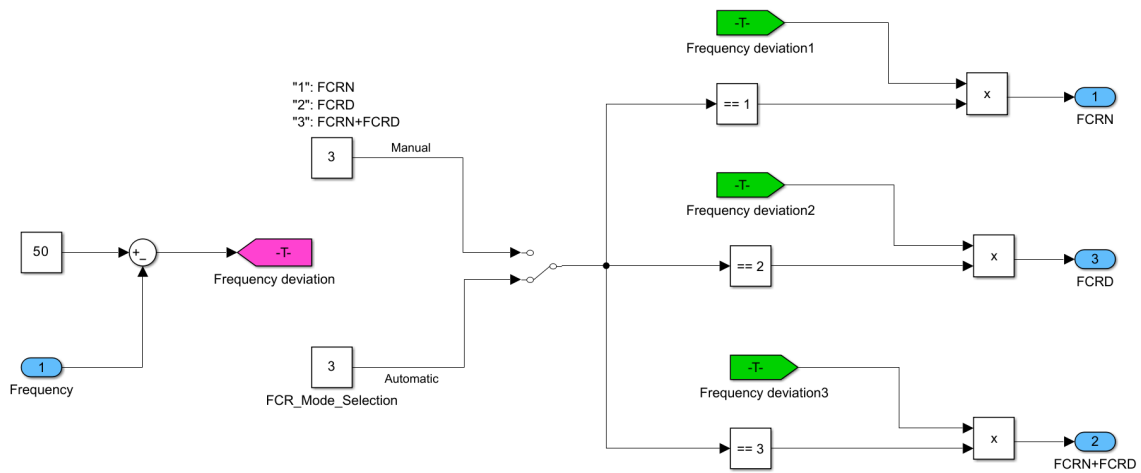 -T-
Frequency deviation1
"1": FCRN
"2": FCRD
"3": FCRN+FCRD
== 1
x
1
FCRN
3
Manual
-T-
Frequency deviation2
50
+
−
-T-
Frequency deviation
== 2
x
3
FCRD
1
Frequency
3
Automatic
FCR_Mode_Selection
-T-
Frequency deviation3
== 3
x
2
FCRN+FCRD